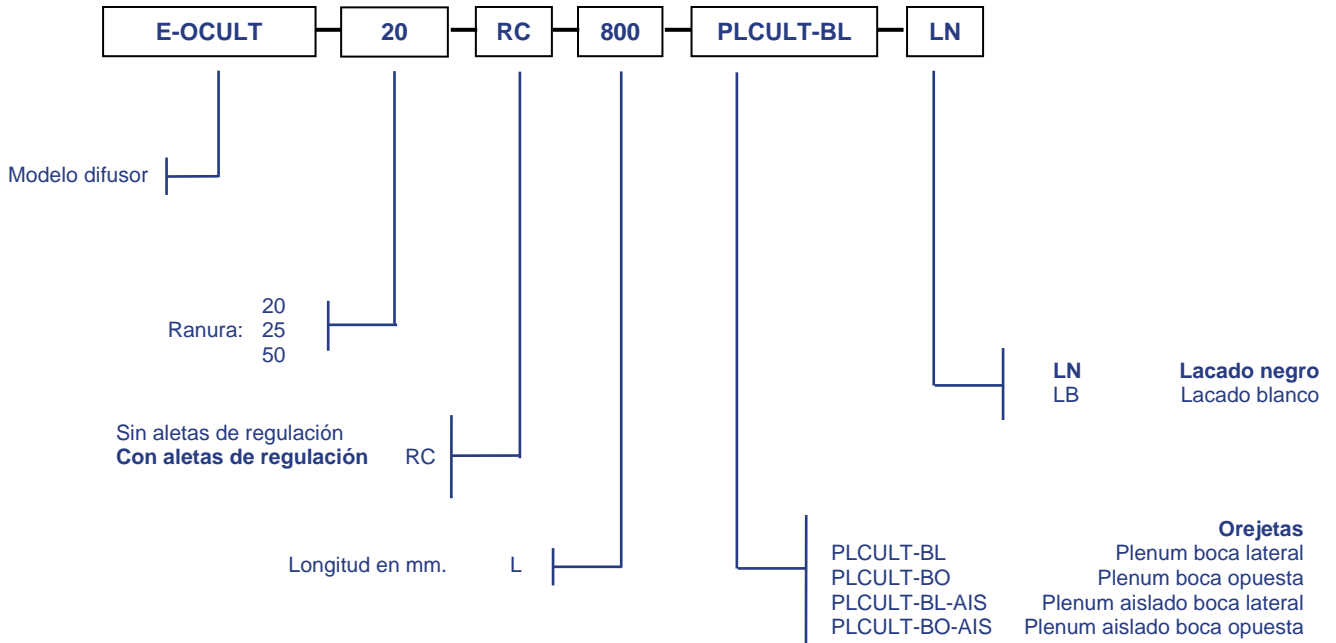 E-OCULT 20 RC 800 PLCULT-BL LN
Modelo difusor
20
Ranura: 25
50
LN Lacado negro
LB Lacado blanco
Sin aletas de regulación
Con aletas de regulación RC
Longitud en mm. L
Orejetas
PLCULT-BL Plenum boca lateral
PLCULT-BO Plenum boca opuesta
PLCULT-BL-AIS Plenum aislado boca lateral
PLCULT-BO-AIS Plenum aislado boca opuesta